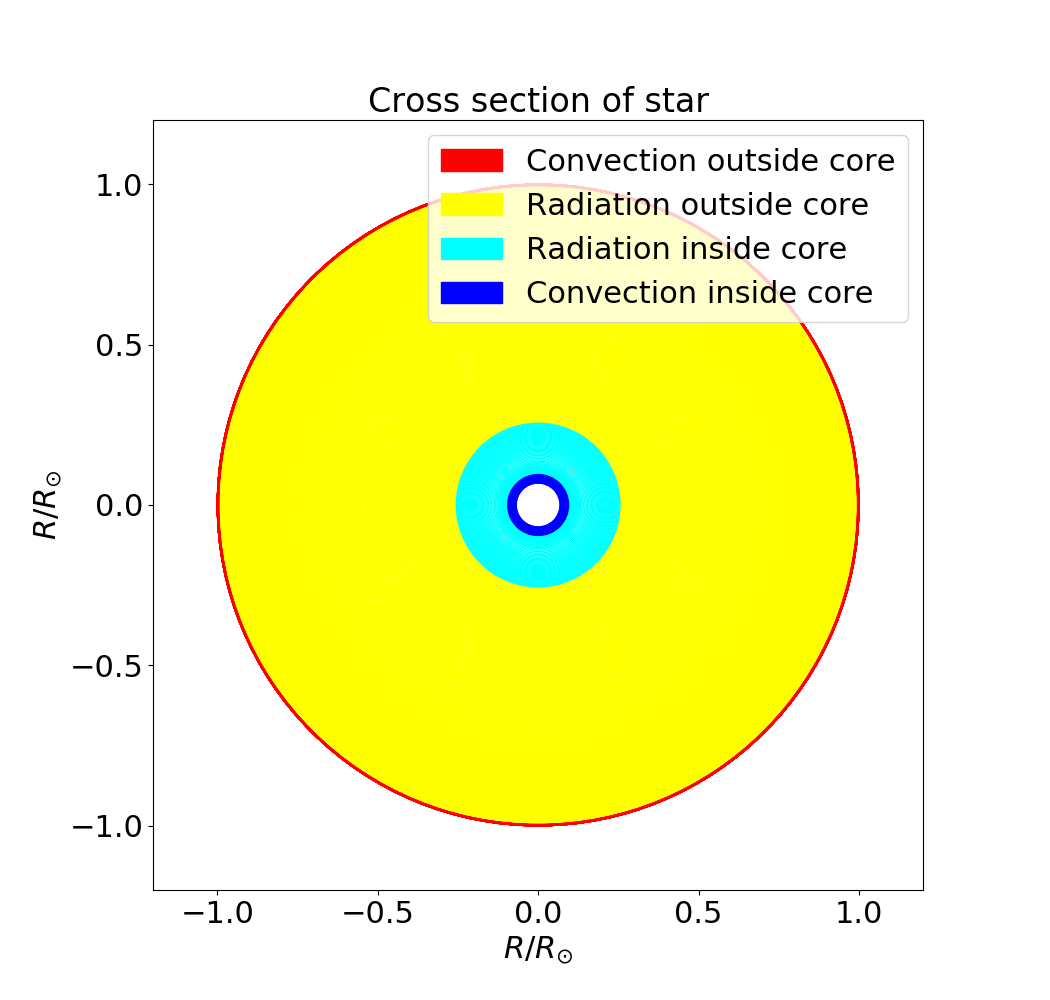 Cross section of star
Convection outside core
Radiation outside core
Radiation inside core
Convection inside core
1.0
0.5
0.0
−0.5
−1.0
R/R☉
−1.0 −0.5 0.0 0.5 1.0
R/R☉